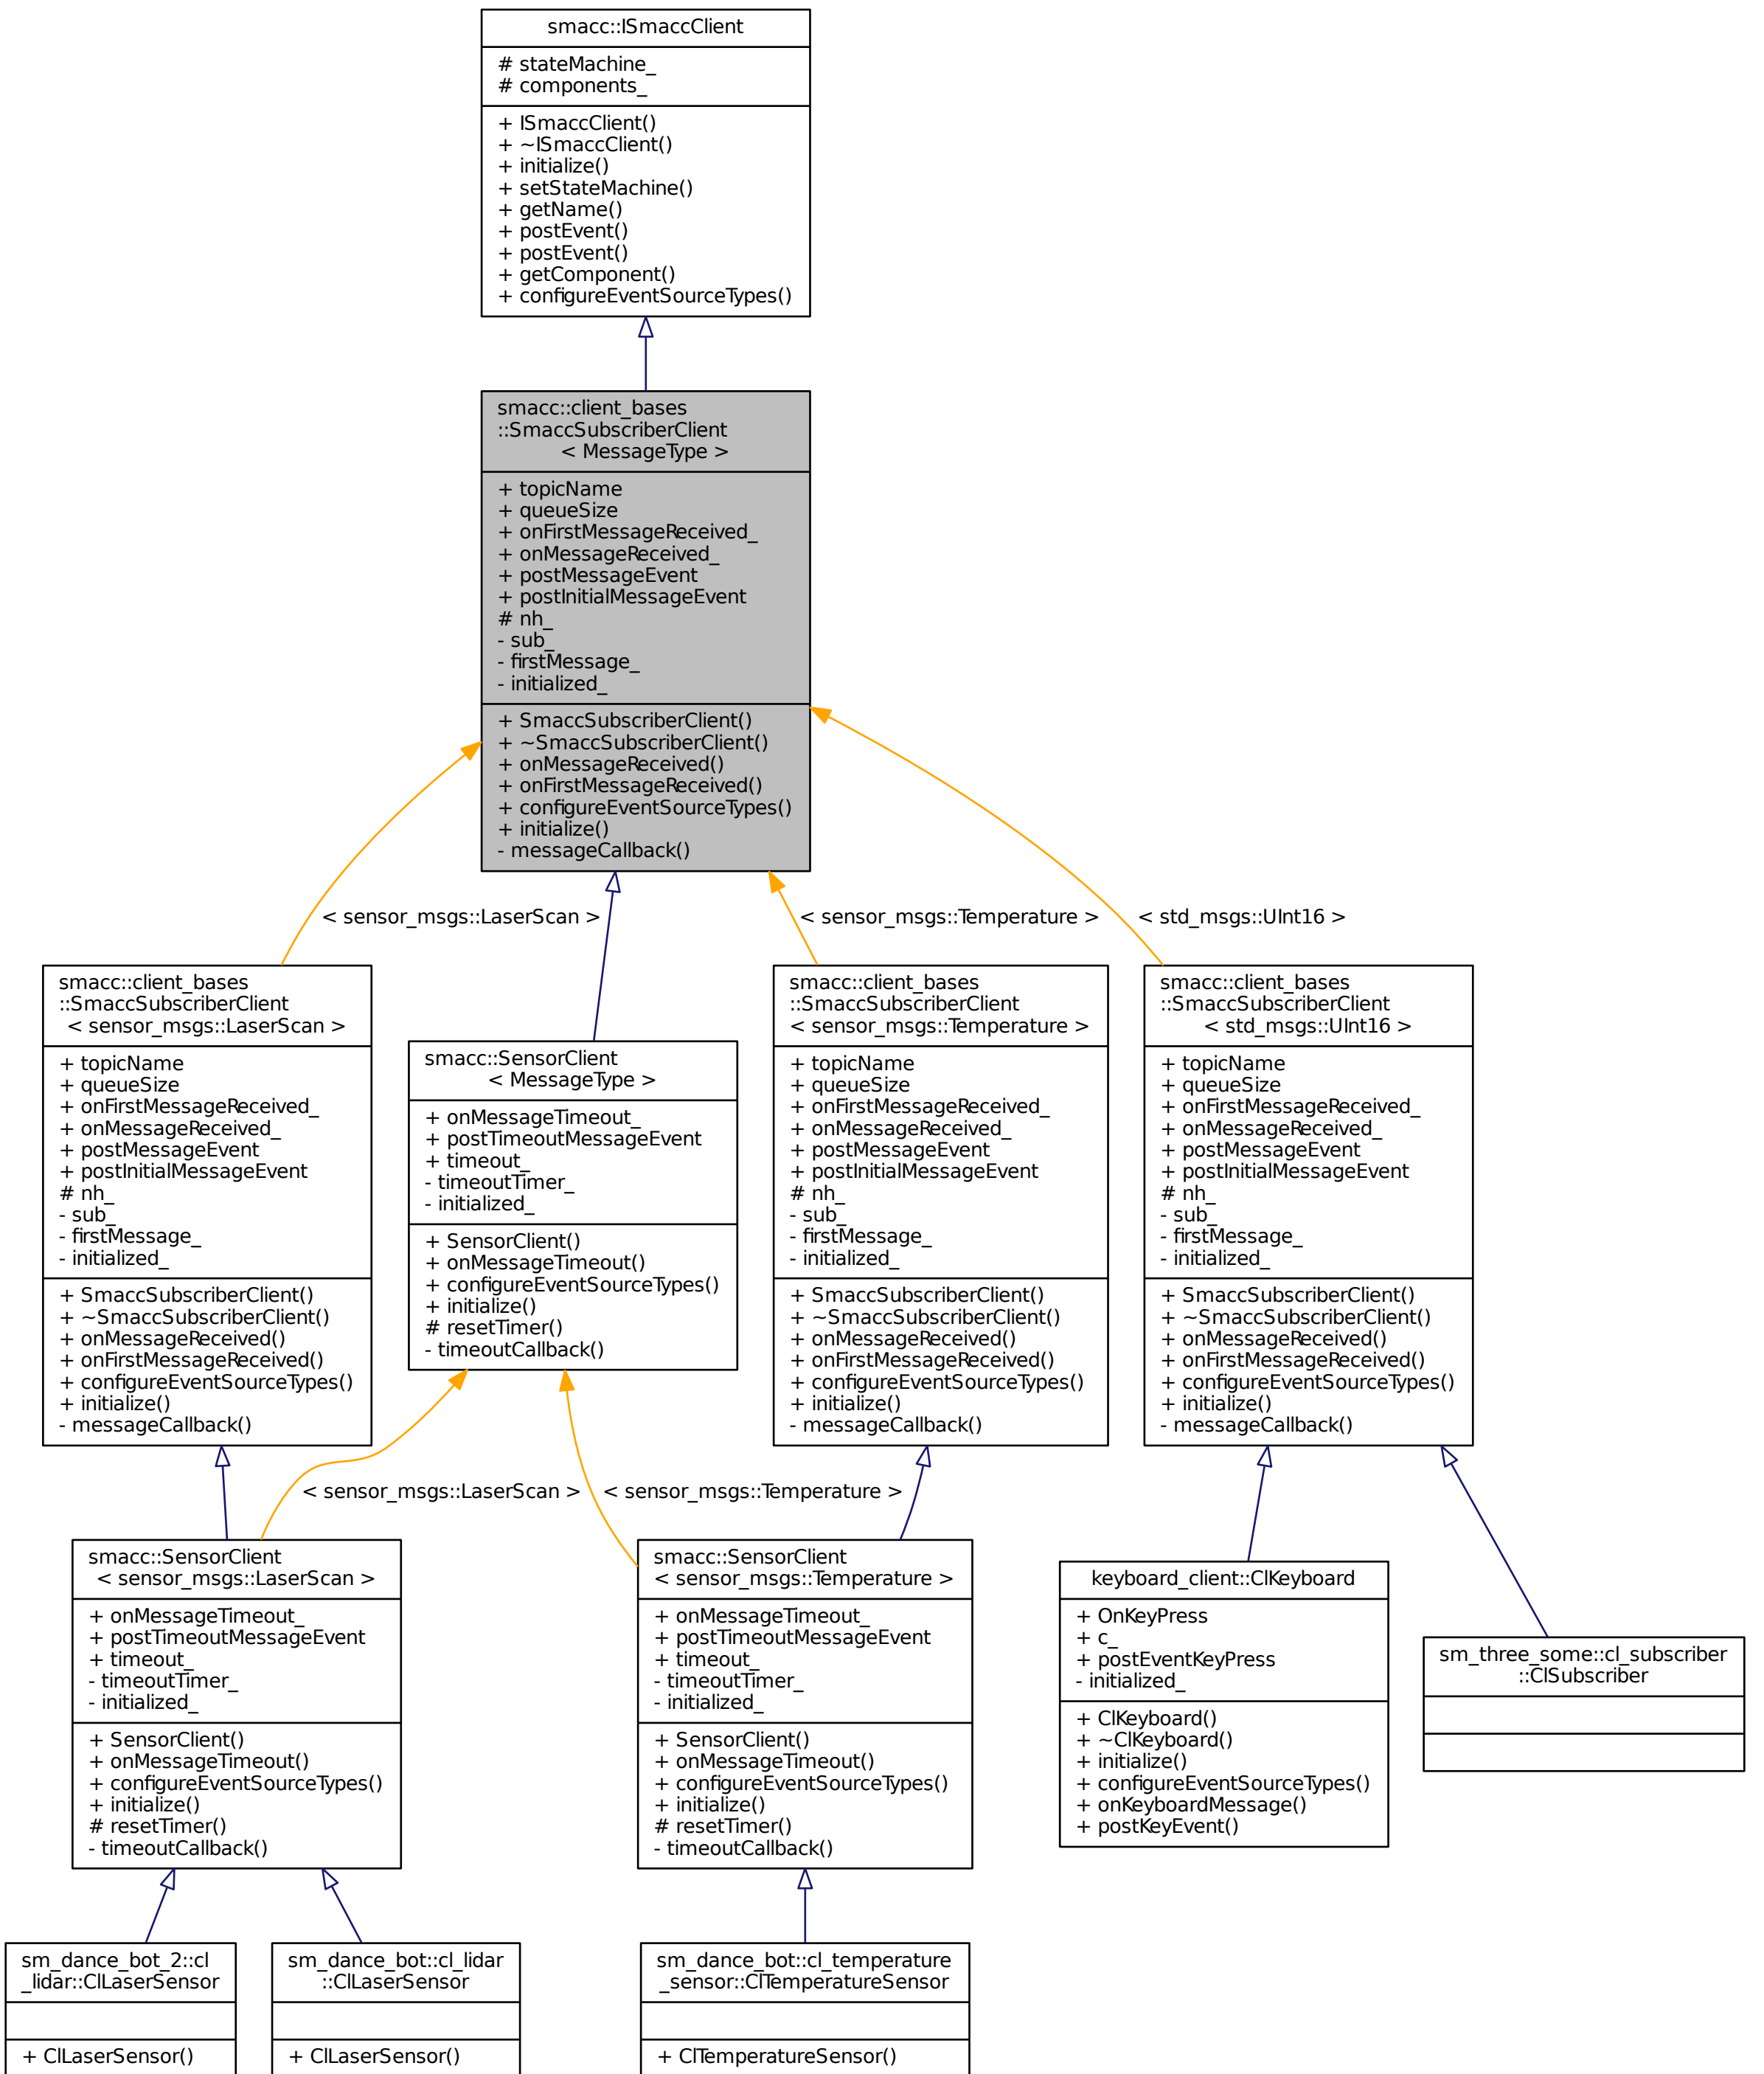 smacc::ISmaccClient
# stateMachine_
# components_
+ ISmaccClient()
+ ~ISmaccClient()
+ initialize()
+ setStateMachine()
+ getName()
+ postEvent()
+ postEvent()
+ getComponent()
+ configureEventSourceTypes()
smacc::client_bases
::SmaccSubscriberClient
< MessageType >
+ topicName
+ queueSize
+ onFirstMessageReceived_
+ onMessageReceived_
+ postMessageEvent
+ postInitialMessageEvent
# nh_
- sub_
- firstMessage_
- initialized_
+ SmaccSubscriberClient()
+ ~SmaccSubscriberClient()
+ onMessageReceived()
+ onFirstMessageReceived()
+ configureEventSourceTypes()
+ initialize()
- messageCallback()
< sensor_msgs::LaserScan >
< sensor_msgs::Temperature >
< std_msgs::UInt16 >
smacc::client_bases
::SmaccSubscriberClient
< sensor_msgs::LaserScan >
+ topicName
+ queueSize
+ onFirstMessageReceived_
+ onMessageReceived_
+ postMessageEvent
+ postInitialMessageEvent
# nh_
- sub_
- firstMessage_
- initialized_
+ SmaccSubscriberClient()
+ ~SmaccSubscriberClient()
+ onMessageReceived()
+ onFirstMessageReceived()
+ configureEventSourceTypes()
+ initialize()
- messageCallback()
smacc::SensorClient
< MessageType >
+ onMessageTimeout_
+ postTimeoutMessageEvent
+ timeout_
- timeoutTimer_
- initialized_
+ SensorClient()
+ onMessageTimeout()
+ configureEventSourceTypes()
+ initialize()
# resetTimer()
- timeoutCallback()
smacc::client_bases
::SmaccSubscriberClient
< sensor_msgs::Temperature >
+ topicName
+ queueSize
+ onFirstMessageReceived_
+ onMessageReceived_
+ postMessageEvent
+ postInitialMessageEvent
# nh_
- sub_
- firstMessage_
- initialized_
+ SmaccSubscriberClient()
+ ~SmaccSubscriberClient()
+ onMessageReceived()
+ onFirstMessageReceived()
+ configureEventSourceTypes()
+ initialize()
- messageCallback()
smacc::client_bases
::SmaccSubscriberClient
< std_msgs::UInt16 >
+ topicName
+ queueSize
+ onFirstMessageReceived_
+ onMessageReceived_
+ postMessageEvent
+ postInitialMessageEvent
# nh_
- sub_
- firstMessage_
- initialized_
+ SmaccSubscriberClient()
+ ~SmaccSubscriberClient()
+ onMessageReceived()
+ onFirstMessageReceived()
+ configureEventSourceTypes()
+ initialize()
- messageCallback()
< sensor_msgs::LaserScan >
< sensor_msgs::Temperature >
smacc::SensorClient
< sensor_msgs::LaserScan >
+ onMessageTimeout_
+ postTimeoutMessageEvent
+ timeout_
- timeoutTimer_
- initialized_
+ SensorClient()
+ onMessageTimeout()
+ configureEventSourceTypes()
+ initialize()
# resetTimer()
- timeoutCallback()
smacc::SensorClient
< sensor_msgs::Temperature >
+ onMessageTimeout_
+ postTimeoutMessageEvent
+ timeout_
- timeoutTimer_
- initialized_
+ SensorClient()
+ onMessageTimeout()
+ configureEventSourceTypes()
+ initialize()
# resetTimer()
- timeoutCallback()
keyboard_client::ClKeyboard
+ OnKeyPress
+ c_
+ postEventKeyPress
- initialized_
+ ClKeyboard()
+ ~ClKeyboard()
+ initialize()
+ configureEventSourceTypes()
+ onKeyboardMessage()
+ postKeyEvent()
sm_three_some::cl_subscriber
::ClSubscriber
sm_dance_bot_2::cl
_lidar::ClLaserSensor
+ ClLaserSensor()
sm_dance_bot::cl_lidar
::ClLaserSensor
+ ClLaserSensor()
sm_dance_bot::cl_temperature
_sensor::ClTemperatureSensor
+ ClTemperatureSensor()